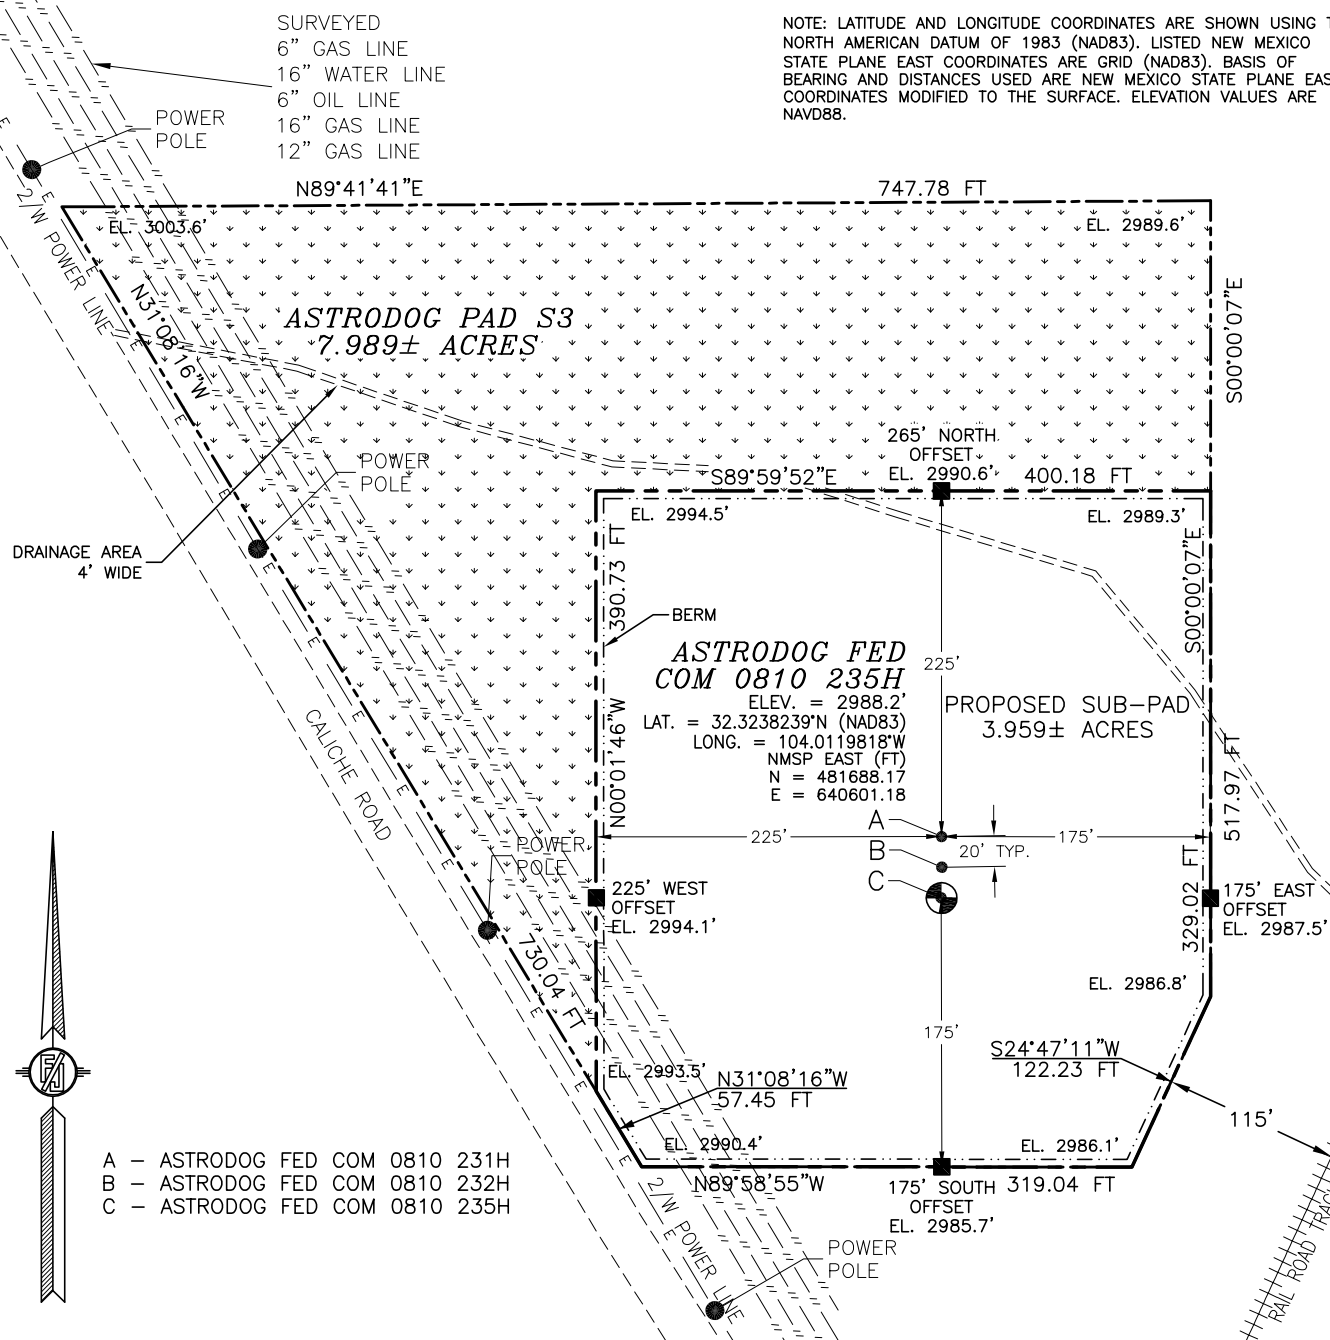 SURVEYED
6" GAS LINE
16" WATER LINE
6" OIL LINE
16" GAS LINE
12" GAS LINE
NOTE: LATITUDE AND LONGITUDE COORDINATES ARE SHOWN USING
NORTH AMERICAN DATUM OF 1983 (NAD83). LISTED NEW MEXICO
STATE PLANE EAST COORDINATES ARE GRID (NAD83). BASIS OF
BEARING AND DISTANCES USED ARE NEW MEXICO STATE PLANE EAS
COORDINATES MODIFIED TO THE SURFACE. ELEVATION VALUES ARE
NAVD88.
POWER
POLE
E
E
2/W POWER LINE
N89°41'41"E
747.78 FT
EL. 3003.6'
EL. 2989.6'
N31°08'16"W
ASTRODOG PAD S3
7.989± ACRES
S00°00'07"E
POWER
POLE
265' NORTH
OFFSET
EL. 2990.6'
S89°59'52"E
400.18 FT
EL. 2994.5'
EL. 2989.3'
DRAINAGE AREA
4' WIDE
390.73 FT
S00°00'07"E
BERM
ASTRODOG FED
COM 0810 235H
ELEV. = 2988.2'
LAT. = 32.3238239°N (NAD83)
LONG. = 104.0119818°W
NMSP EAST (FT)
N = 481688.17
E = 640601.18
225'
PROPOSED SUB-PAD
3.959± ACRES
N00°01'46"W
517.97 FT
CALICHE ROAD
A
B
C
225'
175'
20' TYP.
POWER
POLE
329.02 FT
225' WEST
OFFSET
EL. 2994.1'
175' EAST
OFFSET
EL. 2987.5'
730.04 FT
EL. 2986.8'
175'
S24°47'11"W
122.23 FT
EL. 2993.5'
N31°08'16"W
57.45 FT
115'
EL. 2990.4'
EL. 2986.1'
A - ASTRODOG FED COM 0810 231H
B - ASTRODOG FED COM 0810 232H
C - ASTRODOG FED COM 0810 235H
N89°58'55"W
175' SOUTH
OFFSET
EL. 2985.7'
319.04 FT
2/W POWER LINE
POWER
POLE
RAIL ROAD TRAC